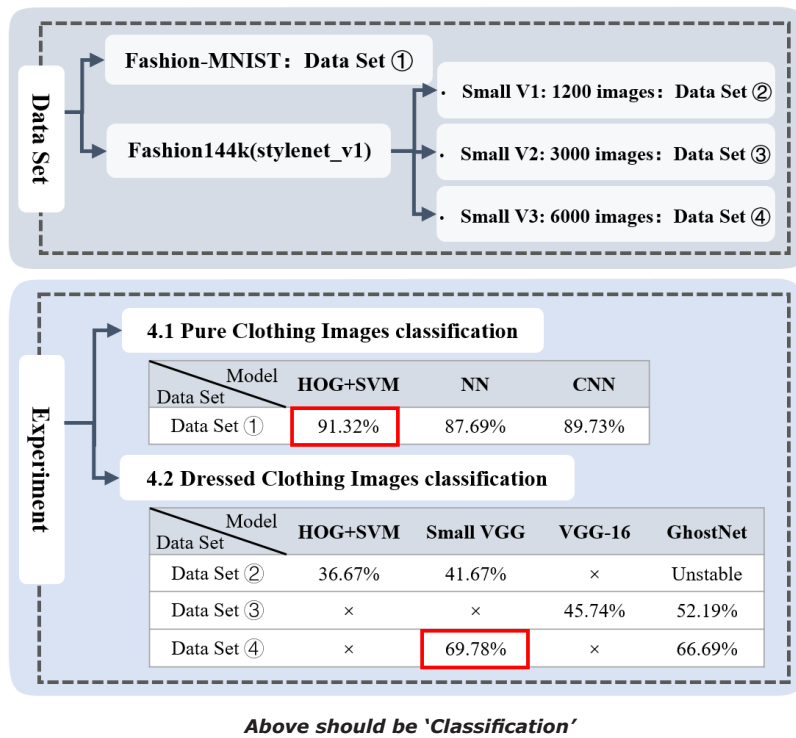 Data Set
Fashion-MNIST: Data Set ①
Fashion144k(stylenet_v1)
· Small V1: 1200 images: Data Set ②
· Small V2: 3000 images: Data Set ③
· Small V3: 6000 images: Data Set ④
Experiment
4.1 Pure Clothing Images classification
Model
Data Set
HOG+SVM NN CNN
Data Set ① 91.32% 87.69% 89.73%
4.2 Dressed Clothing Images classification
Model
Data Set
HOG+SVM Small VGG VGG-16 GhostNet
Data Set ② 36.67% 41.67% × Unstable
Data Set ③ × × 45.74% 52.19%
Data Set ④ × 69.78% × 66.69%
Above should be ‘Classification’